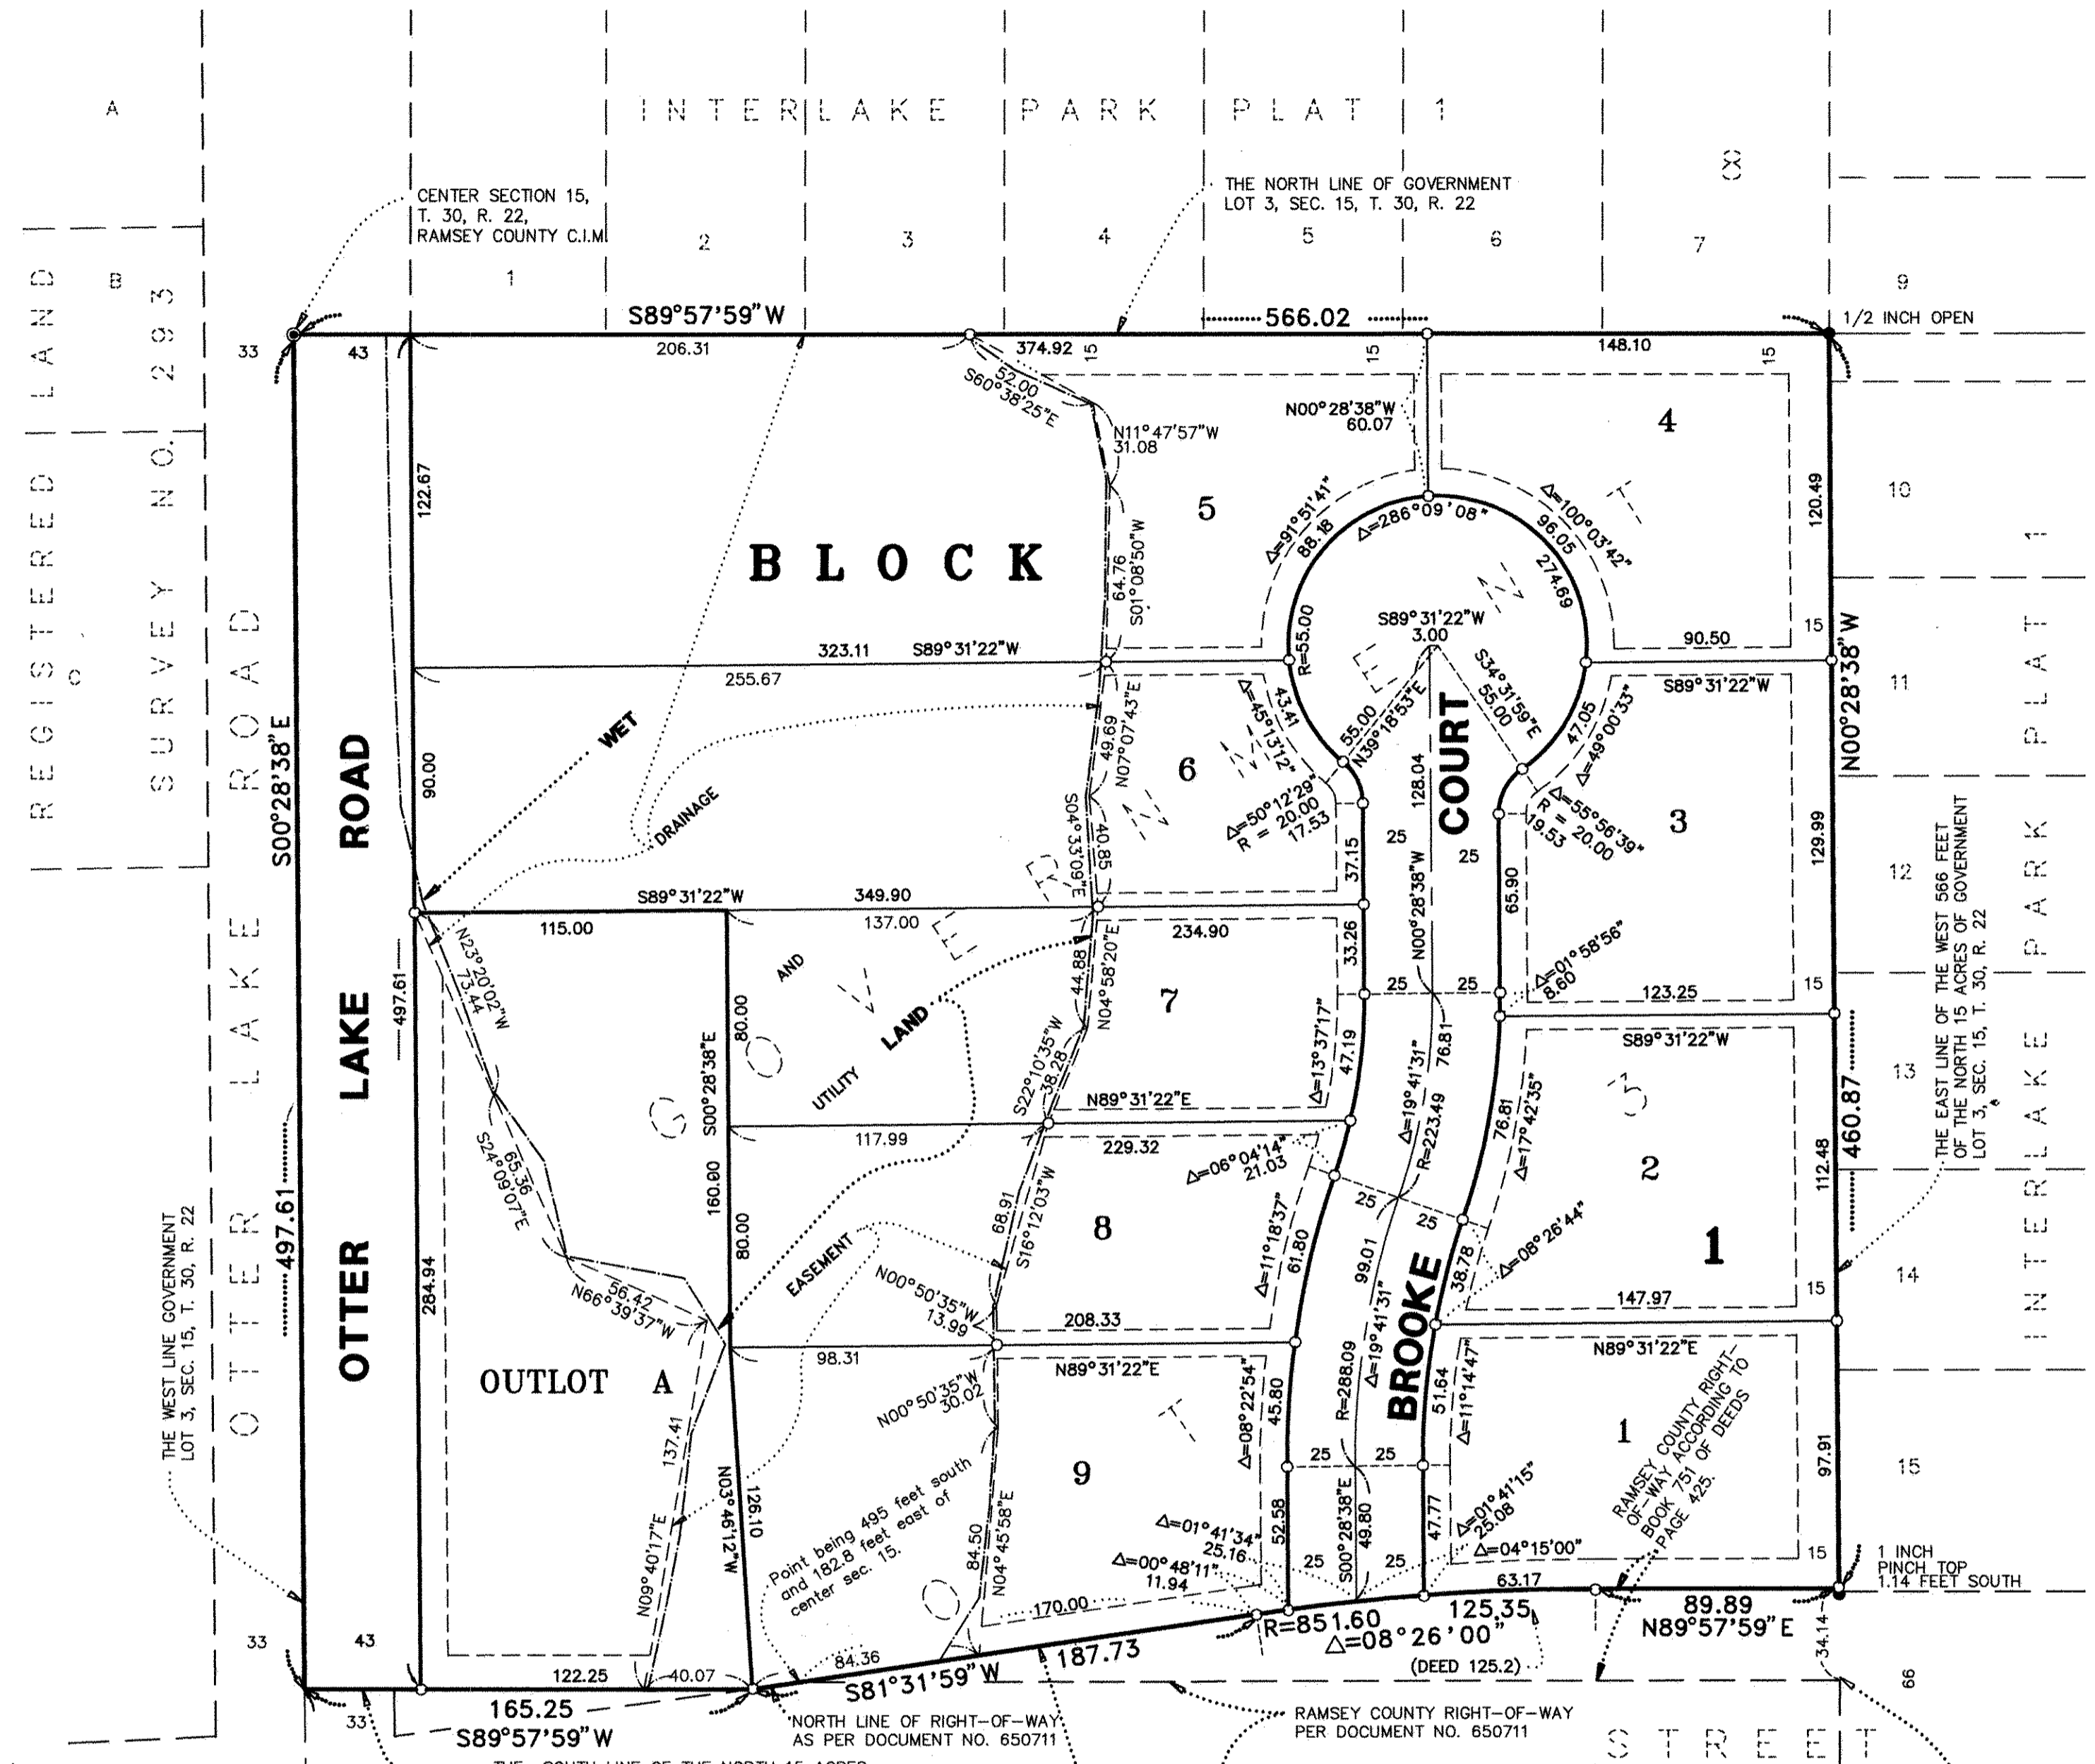 INTERLAKE PARK PLAT 1
A
8
CENTER SECTION 15,
T. 30, R. 22,
RAMSEY COUNTY C.I.M.
THE NORTH LINE OF GOVERNMENT
LOT 3, SEC. 15, T. 30, R. 22
B
1
2
3
4
5
6
7
9
REGISTERED LAND
SURVEY NO. 293
C
S89°57'59"W
566.02
1/2 INCH OPEN
33
43
206.31
374.92
15
15
148.10
15
52.00
S60°38'25"E
N11°47'57"W
31.08
N00°28'38"W
60.07
4
5
10
122.67
BLOCK
64.76
S01°08'50"W
Δ=91°51'41"
88.18
Δ=286°09'08"
Δ=100°03'42"
96.05
274.69
120.49
R=55.00
S89°31'22"W
3.00
S34°31'59"E
55.00
90.50
15
323.11
S89°31'22"W
255.67
S89°31'22"W
11
N00°28'38"W
OTTER LAKE ROAD
S00°28'38"E
OTTER LAKE ROAD
WET
90.00
DRAINAGE
49.69
N07°07'43"E
6
Δ=45°13'12"
43.41
55.00
N39°18'53"E
47.05
Δ=49°00'33"
Δ=50°12'29"
R = 20.00
17.53
Δ=55°56'39"
R = 20.00
19.53
128.04
BROOKE COURT
25
25
3
S04°33'09"E
40.85
37.15
N00°28'38"W
65.90
129.99
12
INTERLAKE PARK PLAT 1
S89°31'22"W
349.90
115.00
137.00
234.90
33.26
Δ=01°58'56"
8.60
123.25
15
THE EAST LINE OF THE WEST 566 FEET
OF THE NORTH 15 ACRES OF GOVERNMENT
LOT 3, SEC. 15, T. 30, R. 22
N23°20'02"W
73.44
497.61
AND
LAND
UTILITY
44.88
N04°58'20"E
7
25
25
S89°31'22"W
13
80.00
S00°28'38"E
S22°10'35"W
38.28
Δ=13°37'17"
47.19
Δ=19°41'31"
76.81
R=223.49
76.81
Δ=17°42'35"
N89°31'22"E
460.87
GOVERNMENT LOT 3
S24°09'07"E
65.36
117.99
229.32
Δ=06°04'14"
21.03
2
112.48
497.61
160.00
80.00
EASEMENT
68.91
S16°12'03"W
8
Δ=11°18'37"
61.80
25
25
99.01
Δ=19°41'31"
38.78
Δ=08°26'44"
1
15
14
THE WEST LINE GOVERNMENT
LOT 3, SEC. 15, T. 30, R. 22
284.94
56.42
N66°39'37"W
N00°50'35"W
13.99
208.33
147.97
OUTLOT A
98.31
N89°31'22"E
N89°31'22"E
N00°50'35"W
30.02
Δ=08°22'54"
45.80
R=288.09
51.64
Δ=11°14'47"
1
RAMSEY COUNTY RIGHT-
OF-WAY ACCORDING TO
BOOK 751 OF DEEDS
PAGE 425.
97.91
15
137.41
N09°40'17"E
N03°46'12"W
126.10
Point being 495 feet south
and 182.8 feet east of
center sec. 15.
9
84.50
N04°45'58"E
25
25
52.58
S00°28'38"E
49.80
47.77
Δ=01°41'15"
25.08
Δ=01°41'34"
25.16
Δ=00°48'11"
11.94
25
25
Δ=04°15'00"
63.17
15
1 INCH
PINCH TOP
1.14 FEET SOUTH
33
43
122.25
40.07
84.36
170.00
R=851.60
Δ=08°26'00"
125.35
(DEED 125.2)
89.89
N89°57'59"E
34.14
66
165.25
S89°57'59"W
33
S81°31'59"W
187.73
NORTH LINE OF RIGHT-OF-WAY
AS PER DOCUMENT NO. 650711
RAMSEY COUNTY RIGHT-OF-WAY
PER DOCUMENT NO. 650711
STREET
THE SOUTH LINE OF THE NORTH 15 ACRES